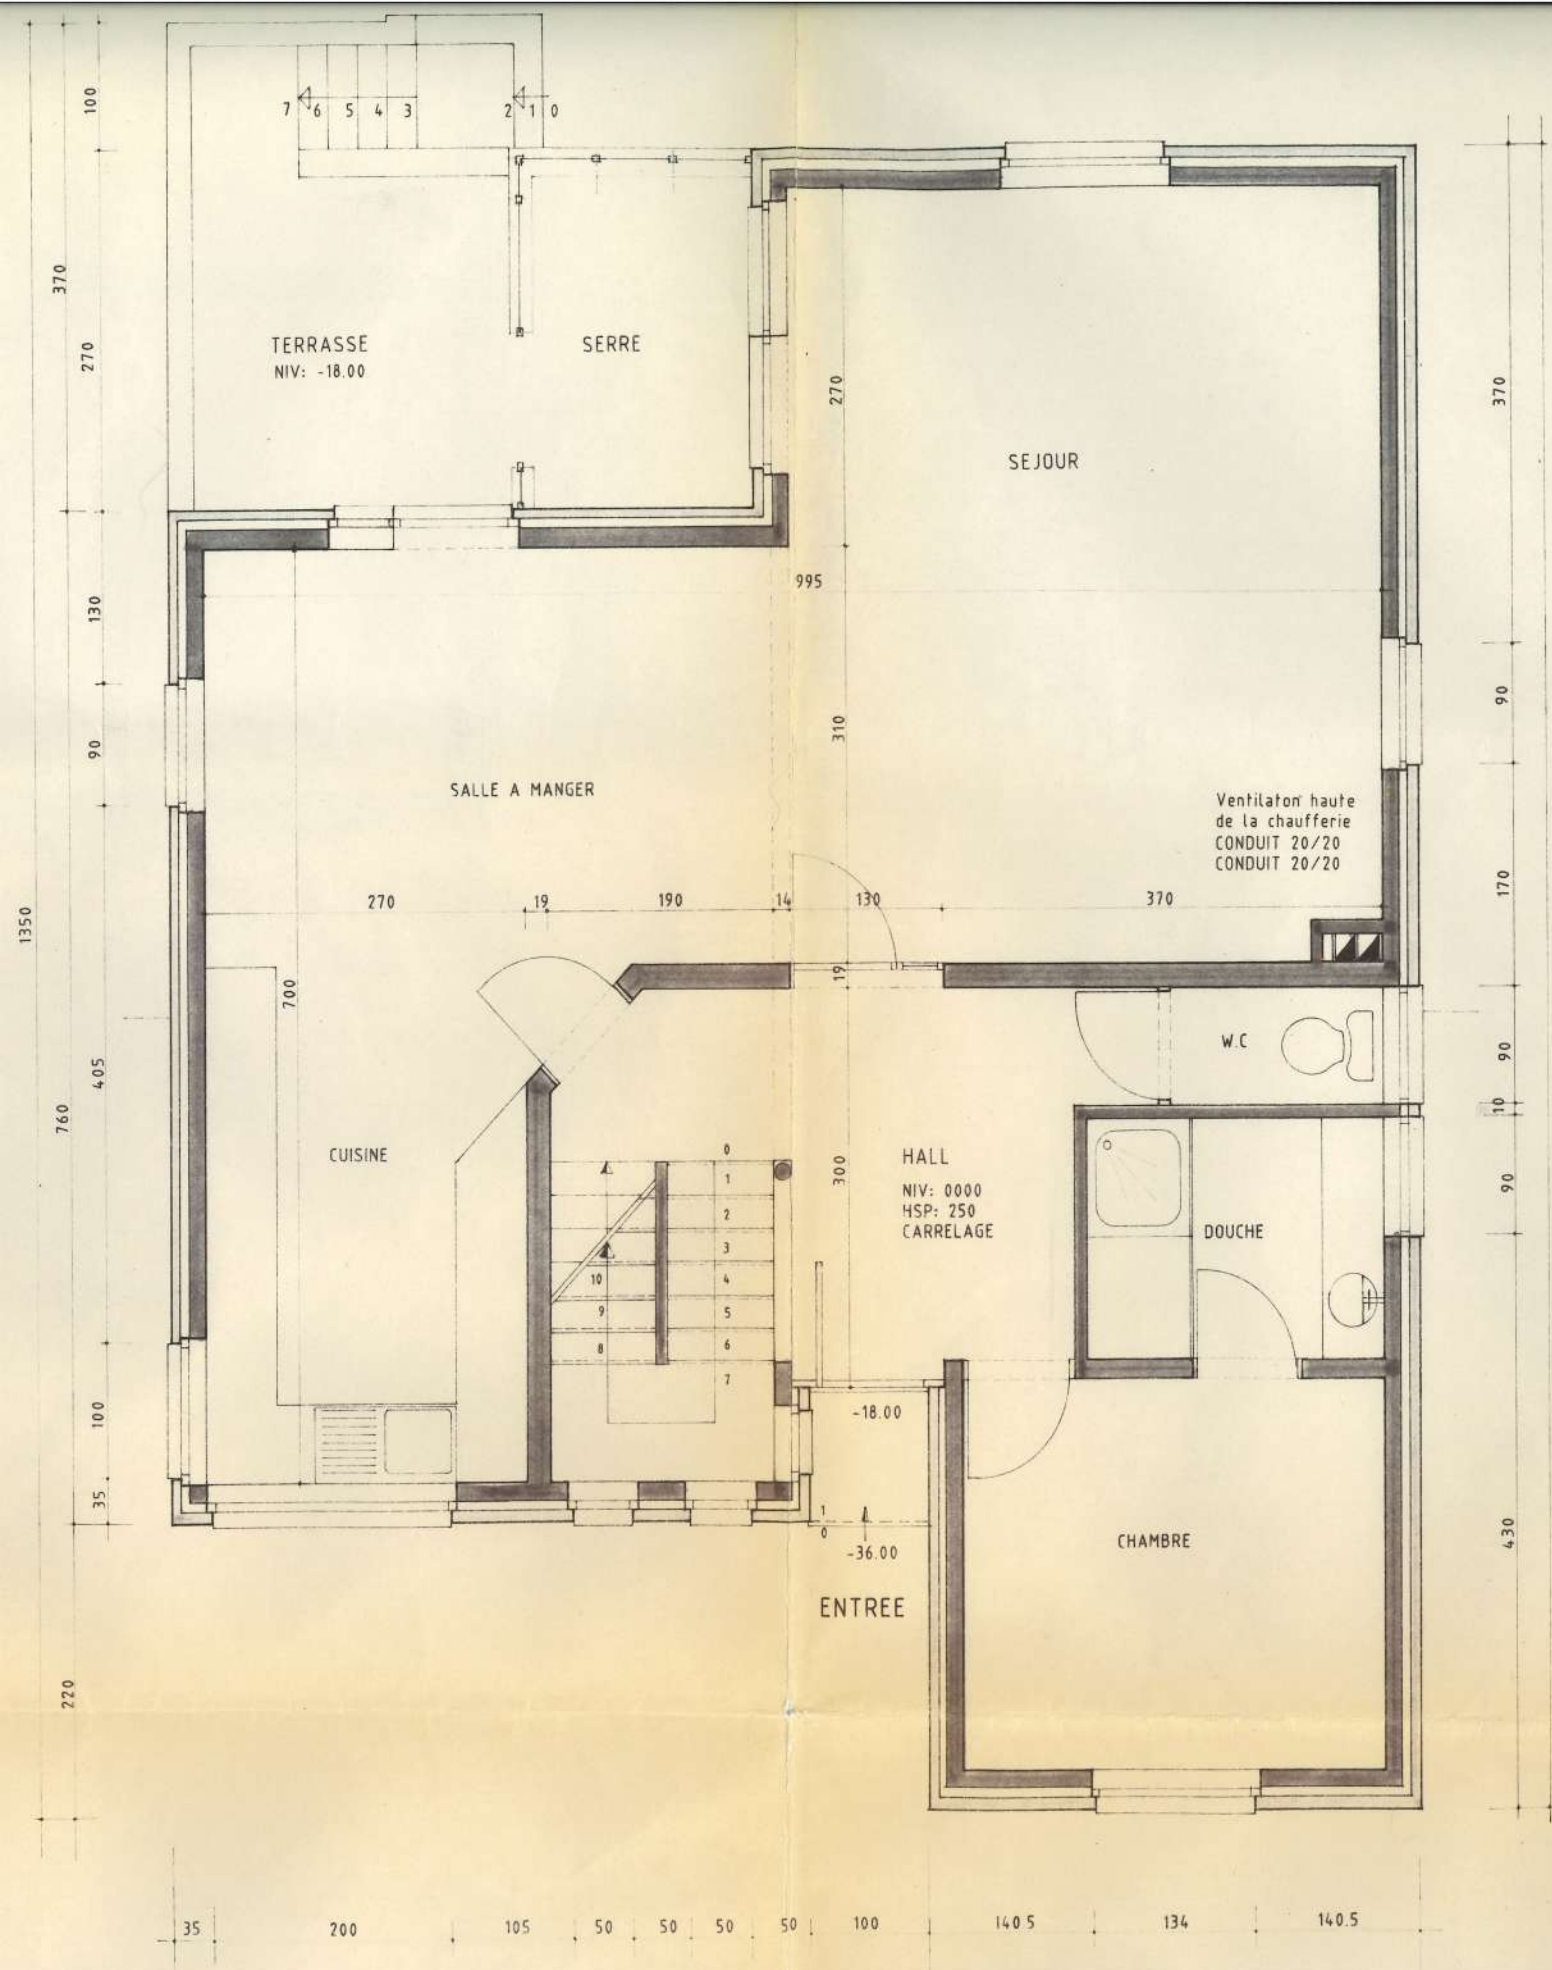 100
7 6 5 4 3 2 1 0
370
270
TERRASSE
NIV: -18.00
SERRE
270
370
SEJOUR
995
130
90
310
90
SALLE A MANGER
Ventilaton haute
de la chaufferie
CONDUIT 20/20
CONDUIT 20/20
170
270
19
190
14
130
370
1350
700
19
405
W.C
90
10
760
CUISINE
0
1
2
3
4
5
6
7
10
9
8
300
HALL
NIV: 0000
HSP: 250
CARRELAGE
DOUCHE
90
100
-18.00
35
1
0
-36.00
CHAMBRE
430
ENTREE
220
35
200
105
50
50
50
50
100
140.5
134
140.5